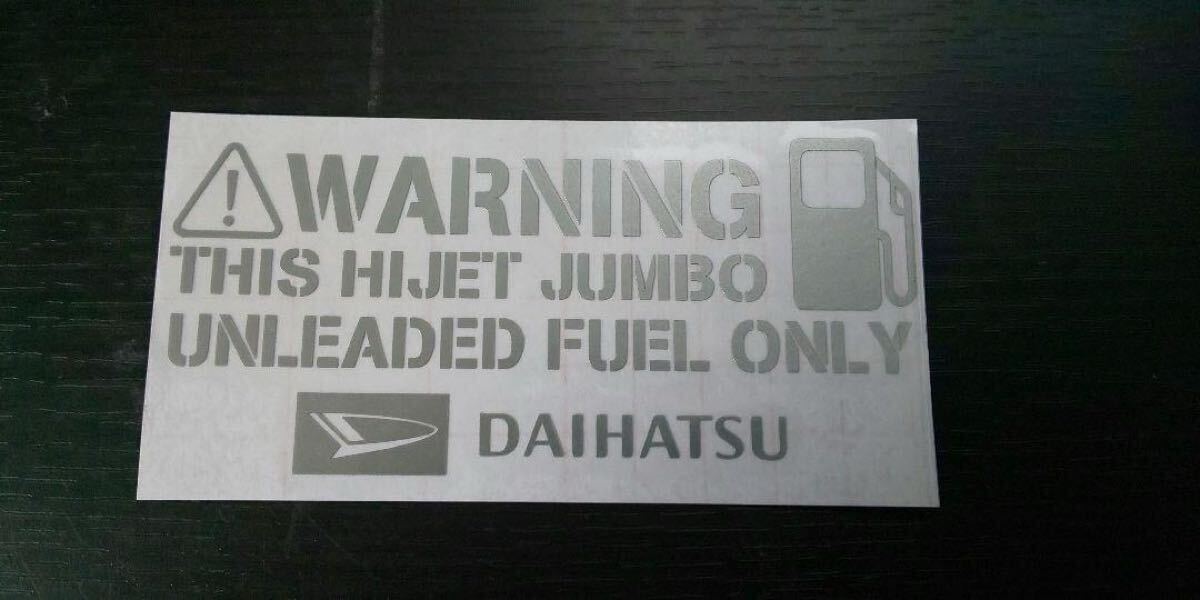 WARNING
THIS HIJET JUMBO
UNLEADED FUEL ONLY
DAIHATSU